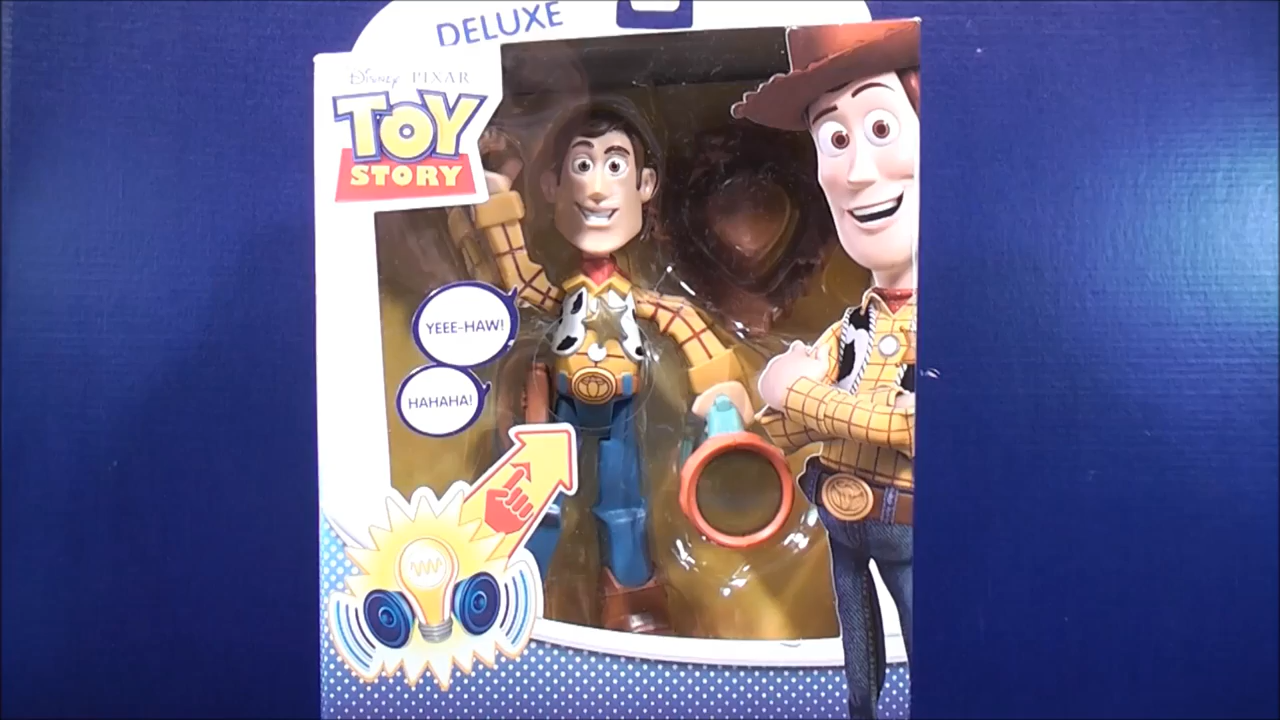 DELUXE
Disney PIXAR
TOY
STORY
YEEE-HAW!
HAHAHA!